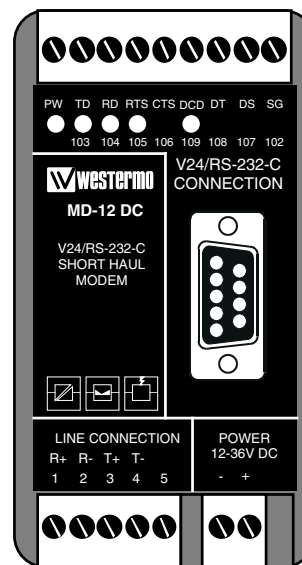 PW TD RD RTS CTS DCD DT DS SG
103 104 105 106 109 108 107 102
westermo
MD-12 DC
V24/RS-232-C
SHORT HAUL
MODEM
V24/RS-232-C
CONNECTION
LINE CONNECTION
R+ R- T+ T-
1 2 3 4 5
POWER
12-36V DC
- +